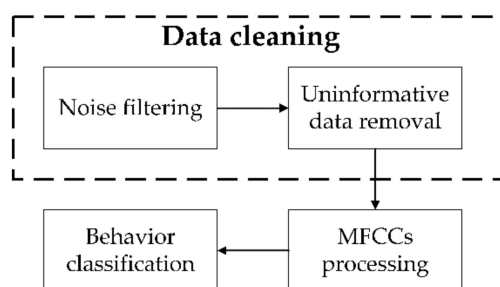 Data cleaning
Noise filtering
Uninformative
data removal
Behavior
classification
MFCCs
processing